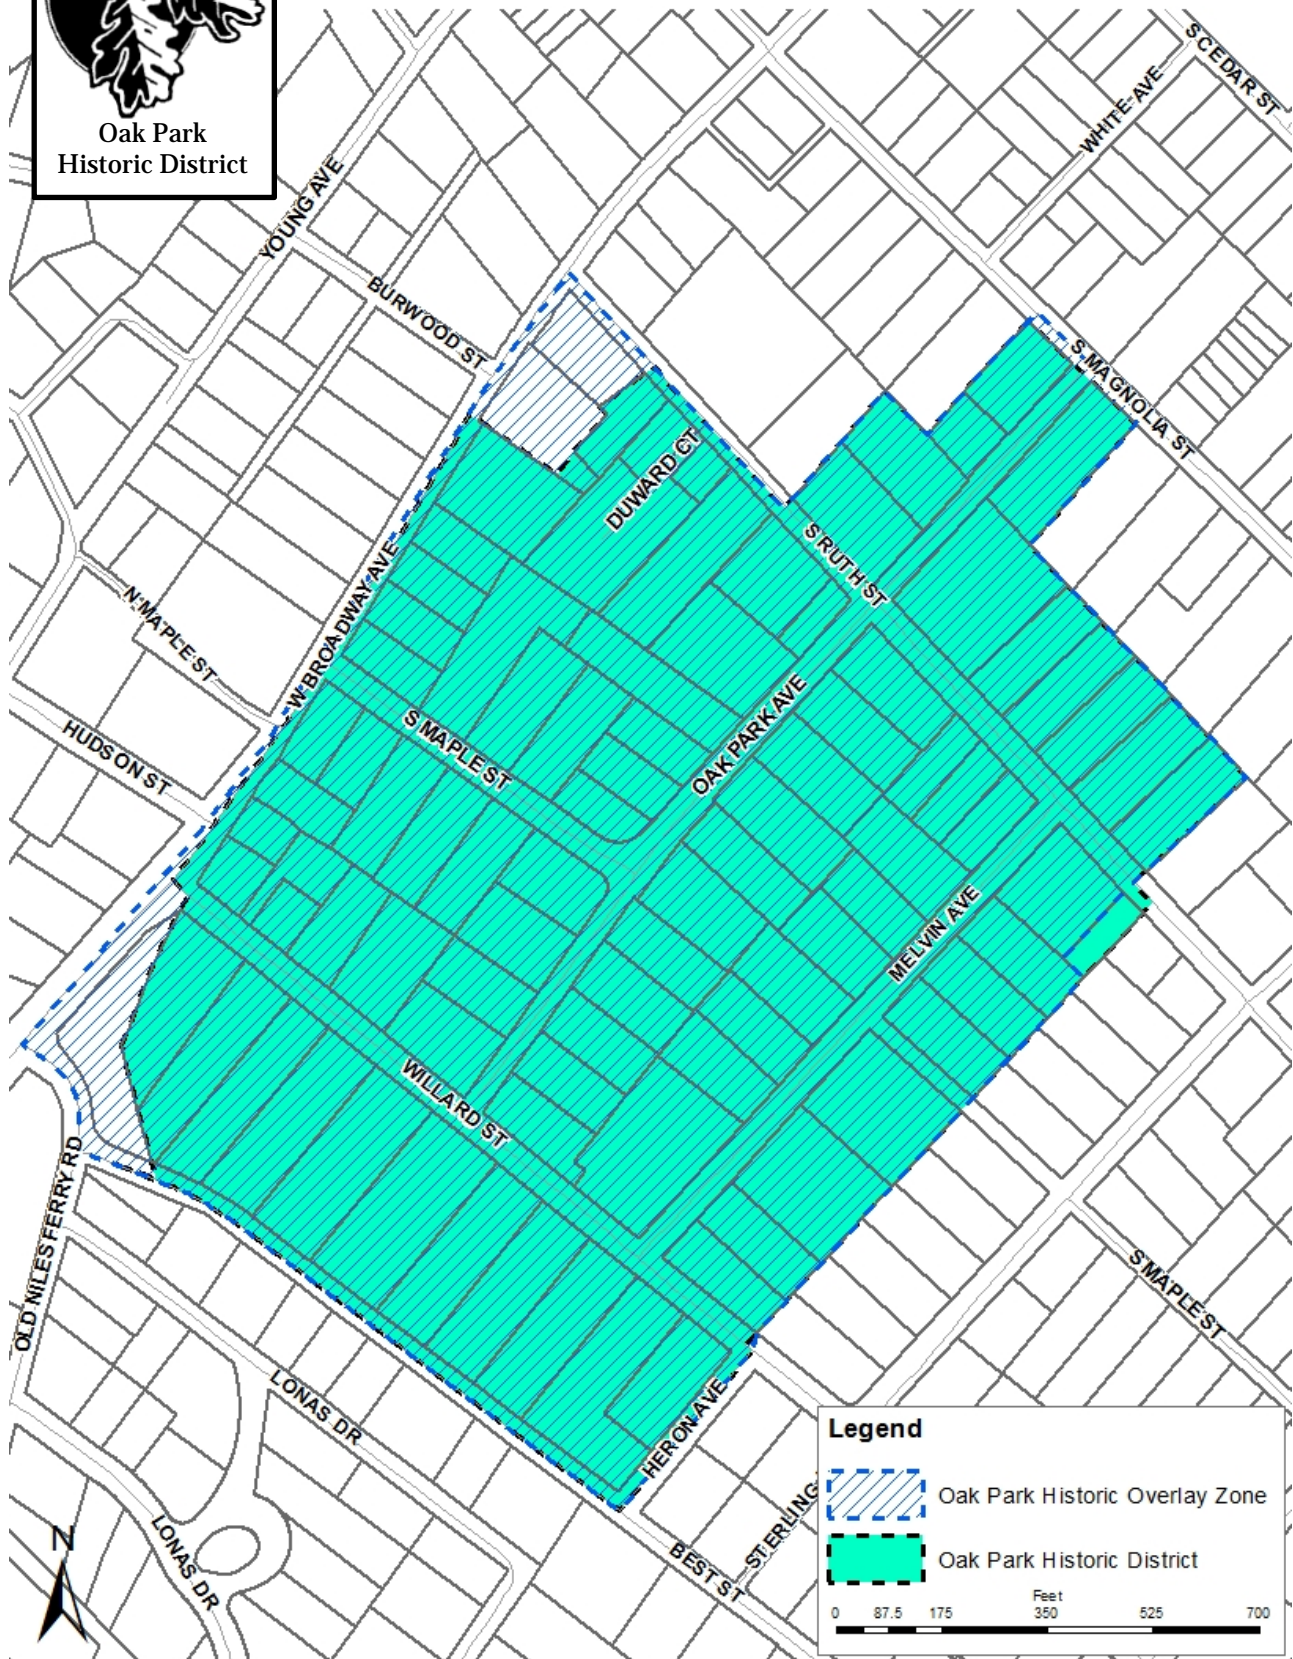 Oak Park
Historic District
S CEDAR ST
WHITE AVE
YOUNG AVE
BURWOOD ST
S MAGNOLIA ST
DUWARD CT
S RUTH ST
W BROADWAY AVE
N MAPLE ST
HUDSON ST
S MAPLE ST
OAK PARK AVE
MELVIN AVE
WILLARD ST
OLD NILES FERRY RD
S MAPLE ST
LONAS DR
HERON AVE
STERLING
BEST ST
LONAS DR
N
Legend
Oak Park Historic Overlay Zone
Oak Park Historic District
Feet
0 87.5 175 350 525 700